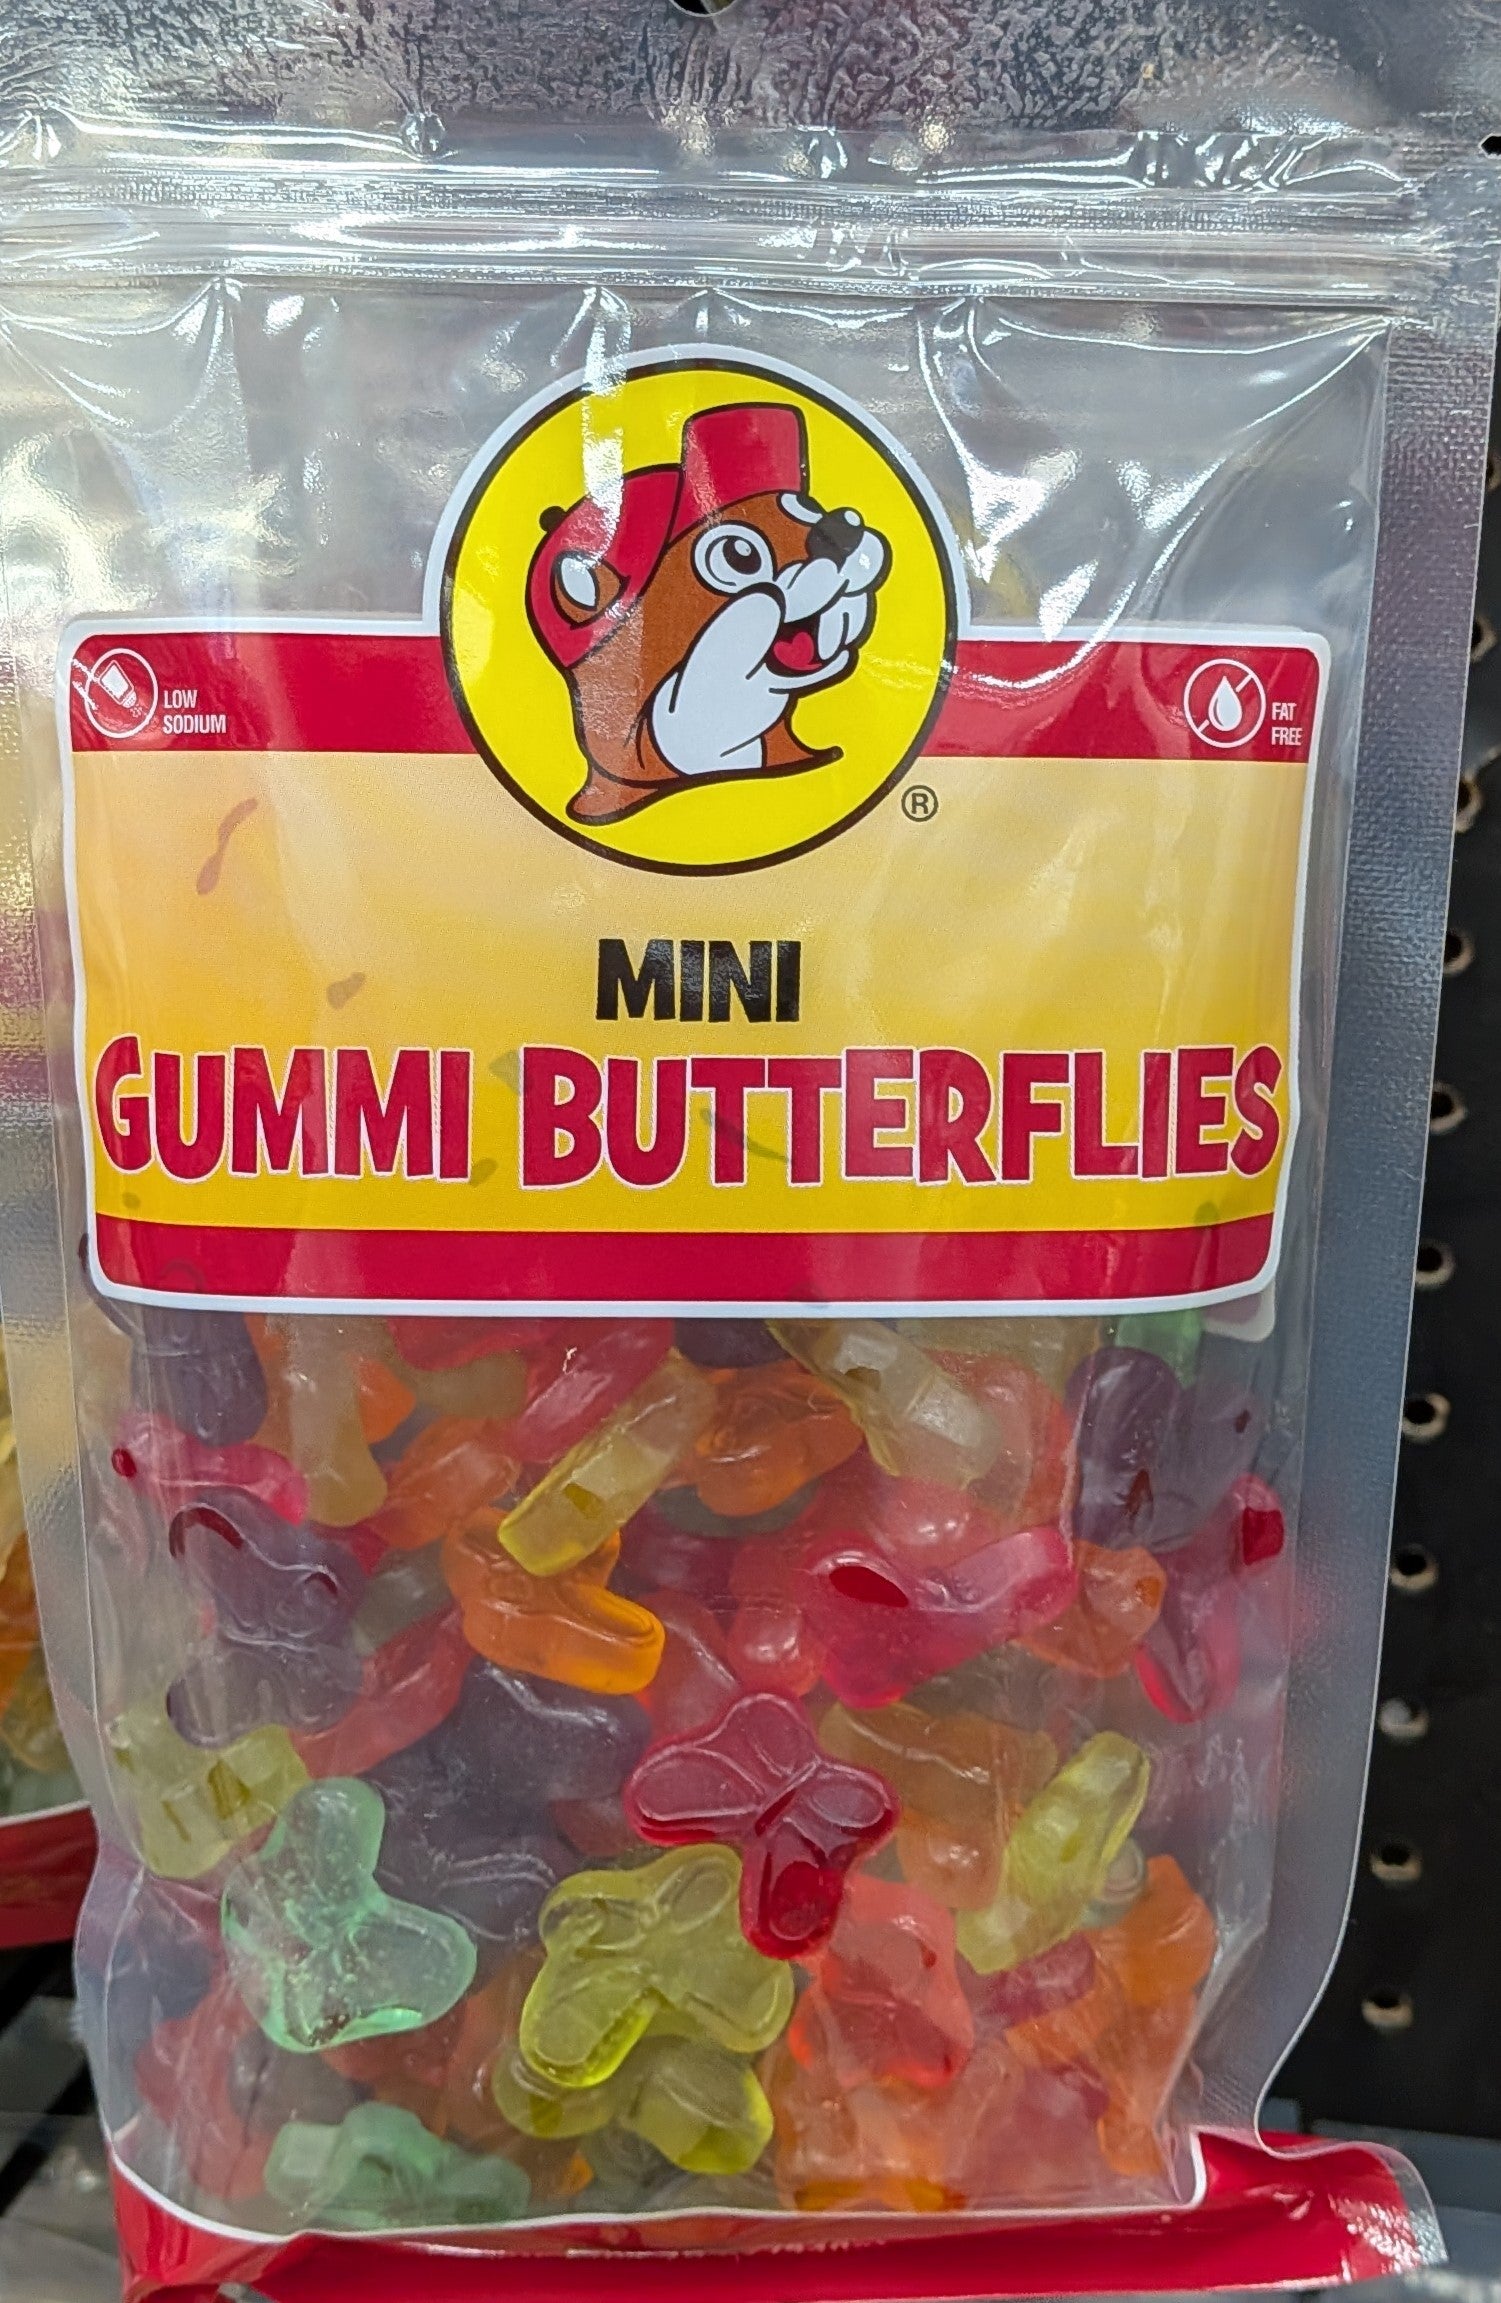 LOW
SODIUM
FAT
FREE
®
MINI
GUMMI BUTTERFLIES